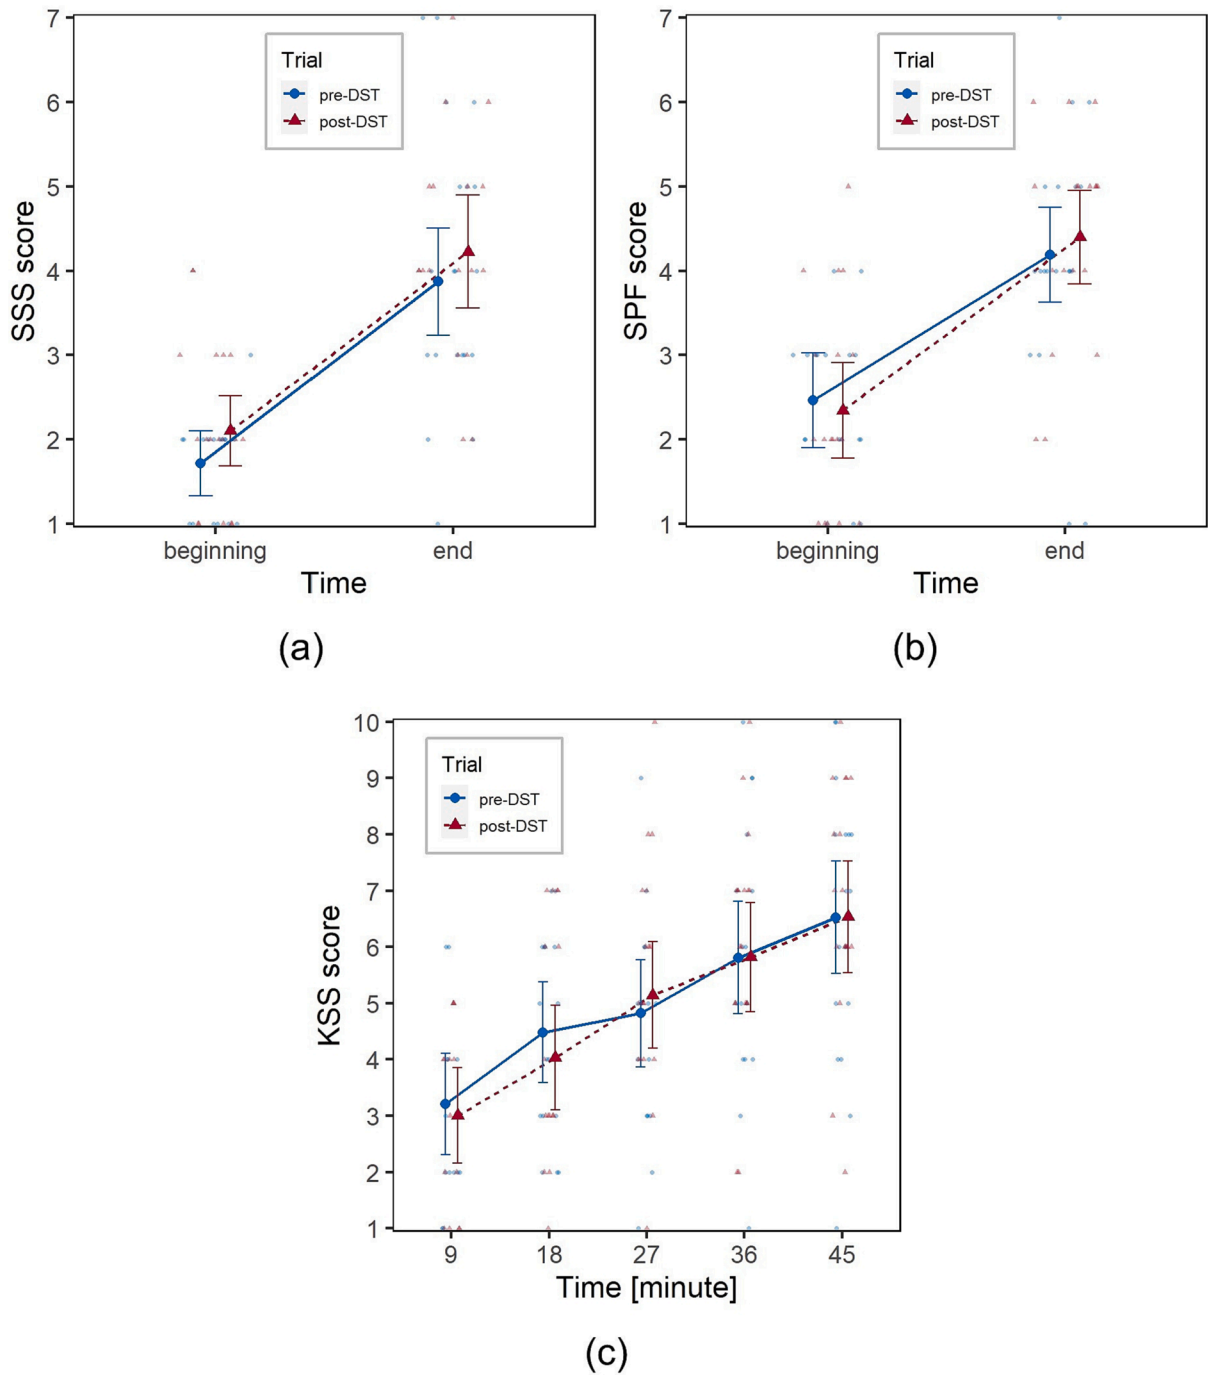 7
6
5
4
3
2
1
SSS score
Trial
pre-DST
post-DST
beginning
end
Time
(a)
7
6
5
4
3
2
1
SPF score
Trial
pre-DST
post-DST
beginning
end
Time
(b)
10
9
8
7
6
5
4
3
2
1
KSS score
Trial
pre-DST
post-DST
9 18 27 36 45
Time [minute]
(c)